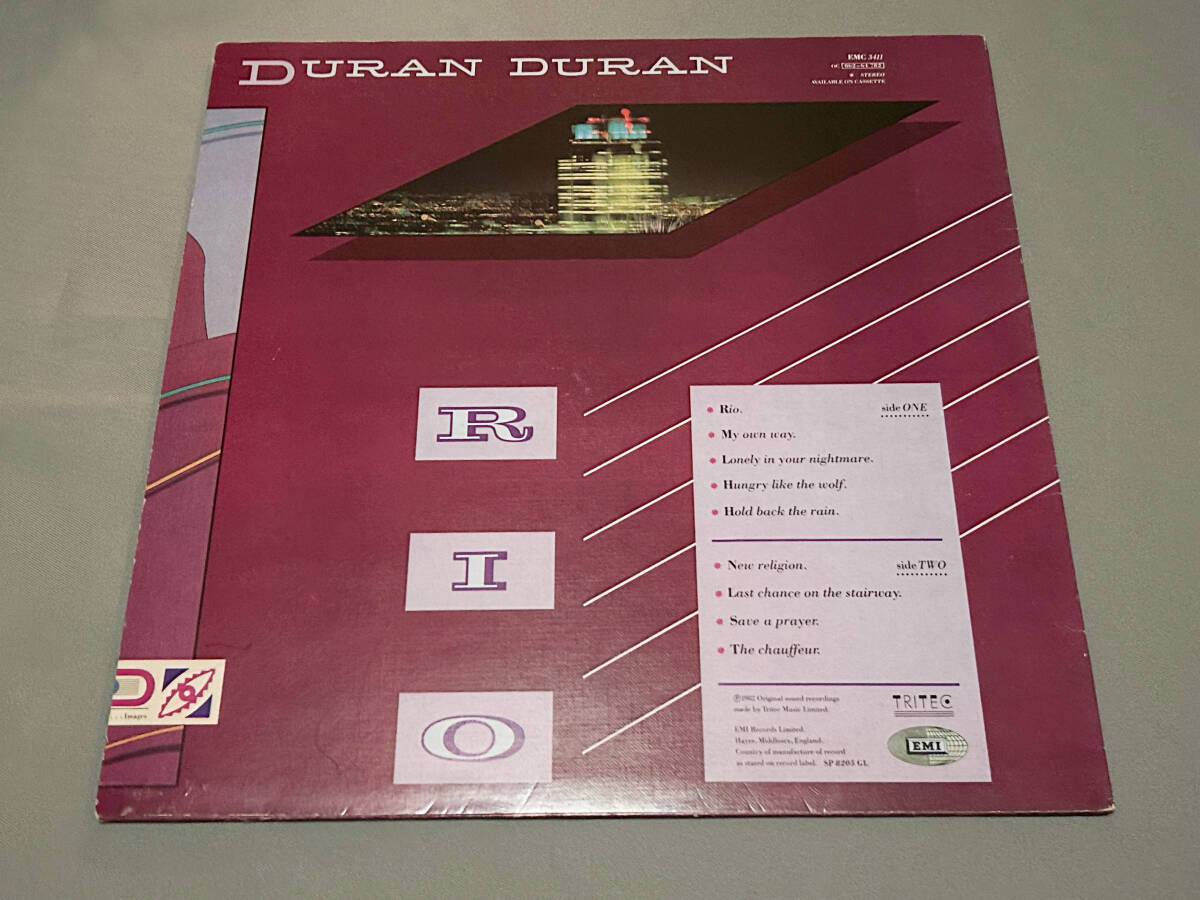 DURAN DURAN
EMC 3411
STEREO
AVAILABLE ON CASSETTE
R
I
O
Rio.
side ONE
My own way.
Lonely in your nightmare.
Hungry like the wolf.
Hold back the rain.
New religion.
side TWO
Last chance on the stairway.
Save a prayer.
The chauffeur.
Ⓟ1982 Original sound recordings
made by Tritec Music Limited.
TRITEC
EMI Records Limited.
Hayes. Middlesex, England.
Country of manufacture of record
as stated on record label. SP 8205 GL
EMI
Images